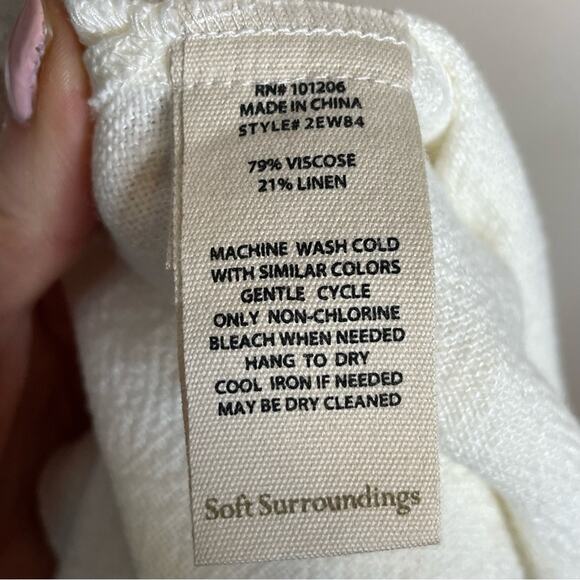 RN# 101206
MADE IN CHINA
STYLE# 2EW84
79% VISCOSE
21% LINEN
MACHINE WASH COLD
WITH SIMILAR COLORS
GENTLE CYCLE
ONLY NON-CHLORINE
BLEACH WHEN NEEDED
HANG TO DRY
COOL IRON IF NEEDED
MAY BE DRY CLEANED
Soft Surroundings